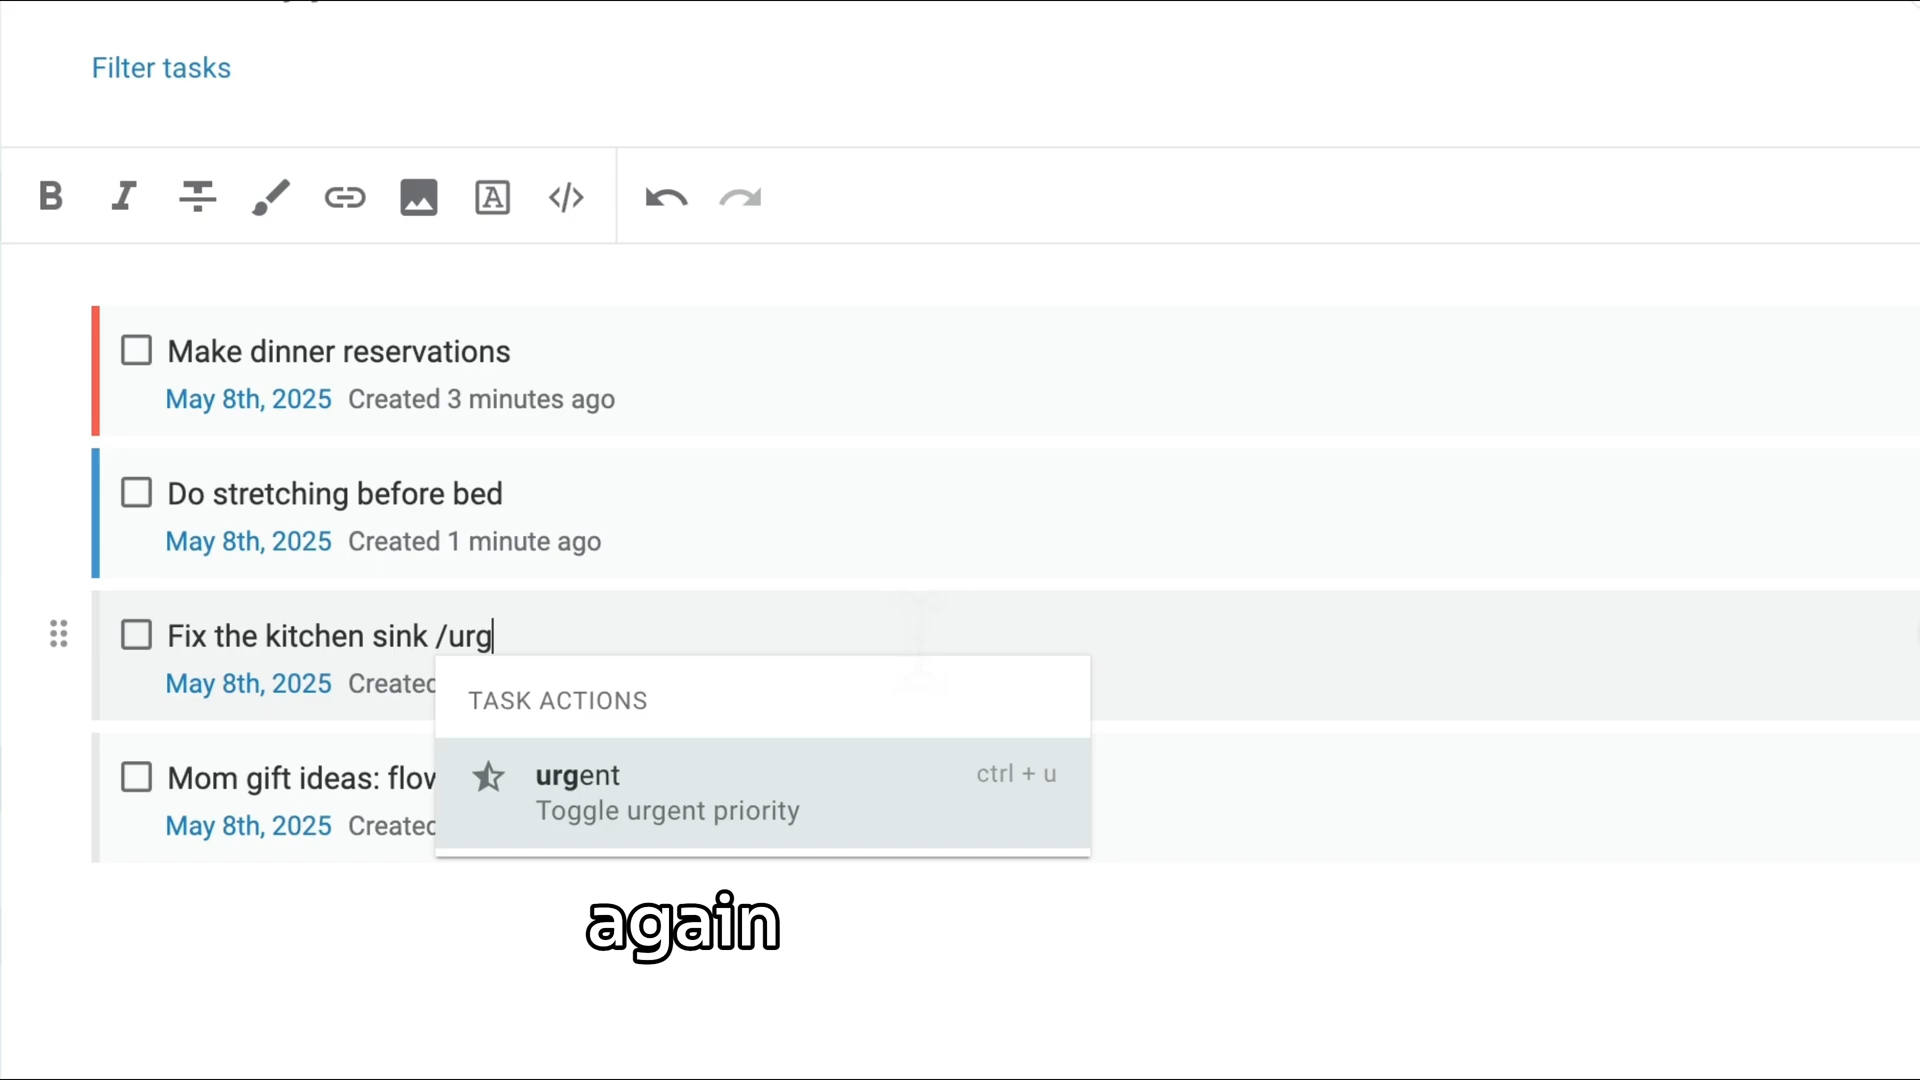 Filter tasks
Make dinner reservations
May 8th, 2025 Created 3 minutes ago
Do stretching before bed
May 8th, 2025 Created 1 minute ago
Fix the kitchen sink /urg
May 8th, 2025 Created
TASK ACTIONS
urgent ctrl + u
Toggle urgent priority
Mom gift ideas:
May 8th, 2025 Created
again